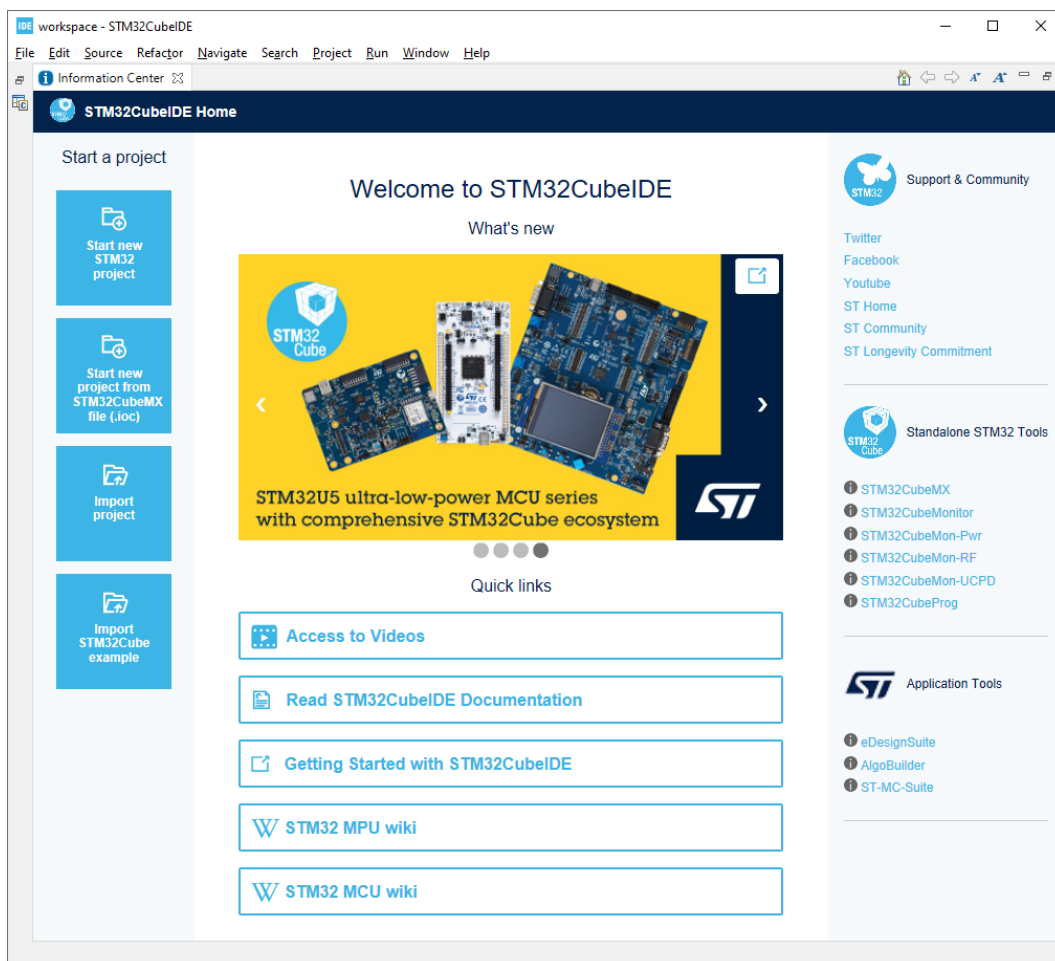 IDE workspace - STM32CubeIDE
File Edit Source Refactor Navigate Search Project Run Window Help
Information Center
STM32CubeIDE Home
Start a project
Start new
STM32
project
Start new
project from
STM32CubeMX
file (.ioc)
Import
project
Import
STM32Cube
example
Welcome to STM32CubeIDE
What's new
STM32
Cube
STM32U5 ultra-low-power MCU series
with comprehensive STM32Cube ecosystem
ST
Quick links
Access to Videos
Read STM32CubeIDE Documentation
Getting Started with STM32CubeIDE
W STM32 MPU wiki
W STM32 MCU wiki
STM32
Support & Community
Twitter
Facebook
Youtube
ST Home
ST Community
ST Longevity Commitment
STM32
Cube
Standalone STM32 Tools
STM32CubeMX
STM32CubeMonitor
STM32CubeMon-Pwr
STM32CubeMon-RF
STM32CubeMon-UCPD
STM32CubeProg
ST
Application Tools
eDesignSuite
AlgoBuilder
ST-MC-Suite